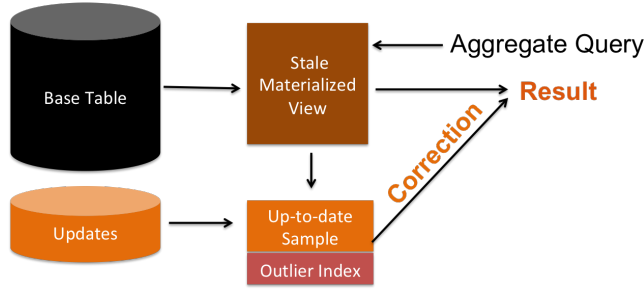 Base Table
Stale
Materialized
View
Aggregate Query
Result
Correction
Updates
Up-to-date
Sample
Outlier Index